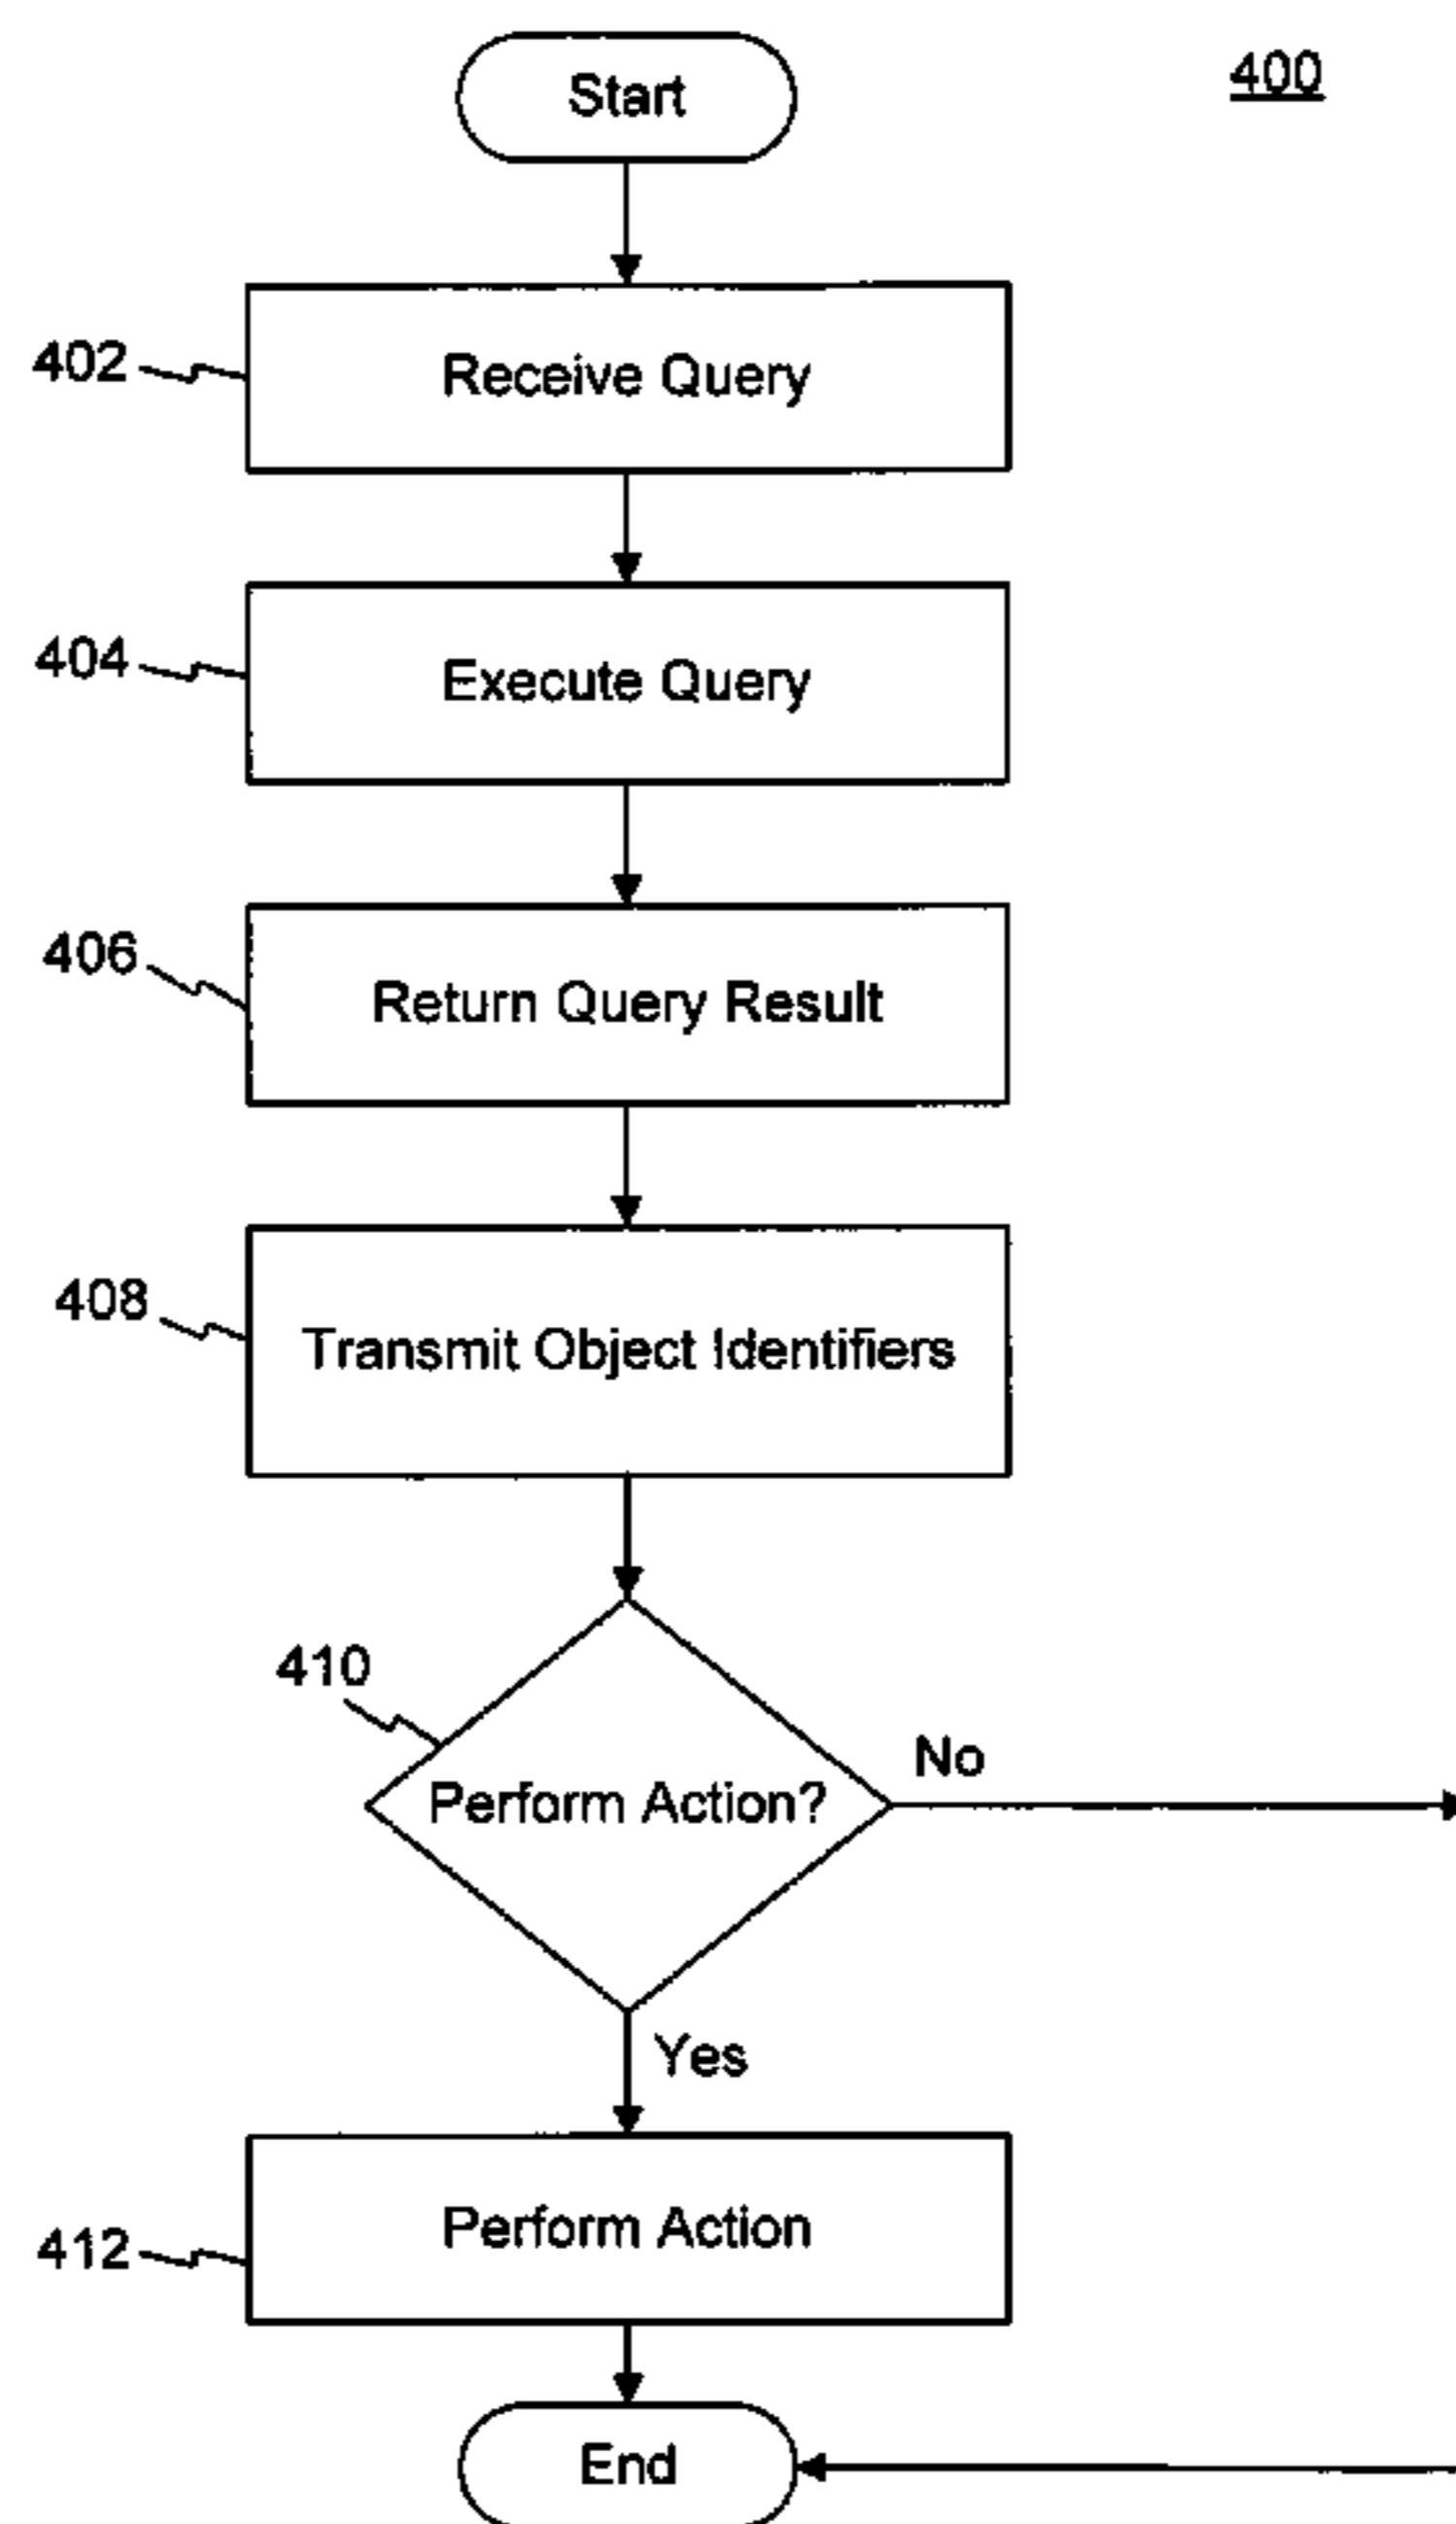 Start
400
402
Receive Query
404
Execute Query
406
Return Query Result
408
Transmit Object Identifiers
410
Perform Action?
No
Yes
412
Perform Action
End